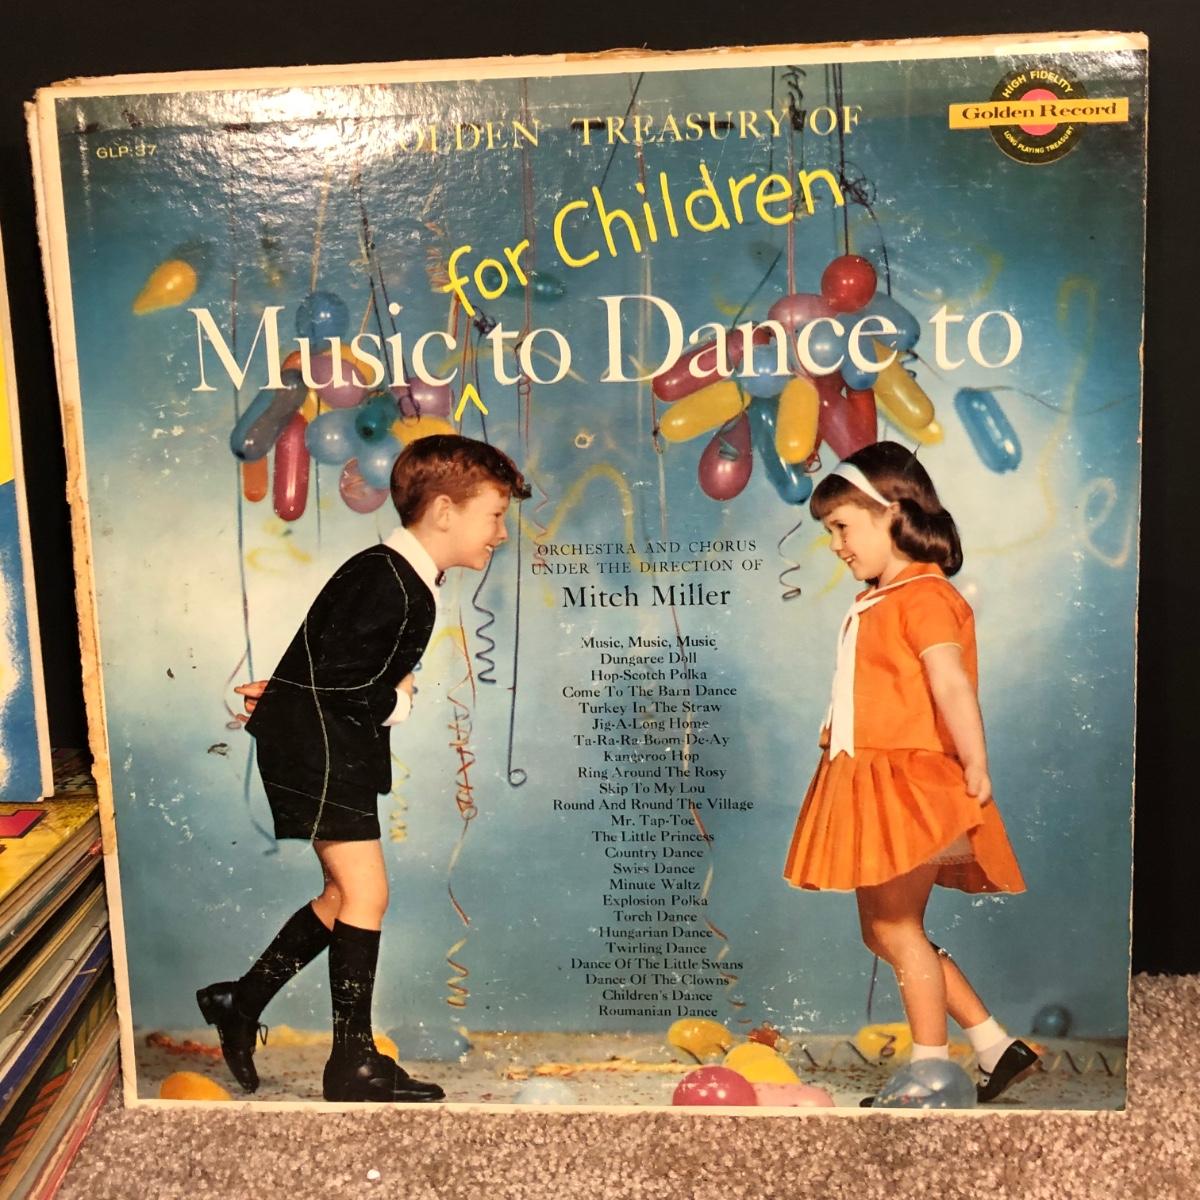 GLP-37
GOLDEN TREASURY OF
HIGH FIDELITY
Golden Record
LONG PLAYING TREASURY
for Children
Music to Dance to
^
ORCHESTRA AND CHORUS
UNDER THE DIRECTION OF
Mitch Miller
Music, Music, Music
Dungaree Doll
Hop-Scotch Polka
Come To The Barn Dance
Turkey In The Straw
Jig-A-Long Home
Ta-Ra-Ra-Boom-De-Ay
Kangaroo Hop
Ring Around The Rosy
Skip To My Lou
Round And Round The Village
Mr. Tap-Toe
The Little Princess
Country Dance
Swiss Dance
Minute Waltz
Explosion Polka
Torch Dance
Hungarian Dance
Twirling Dance
Dance Of The Little Swans
Dance Of The Clowns
Children's Dance
Roumanian Dance